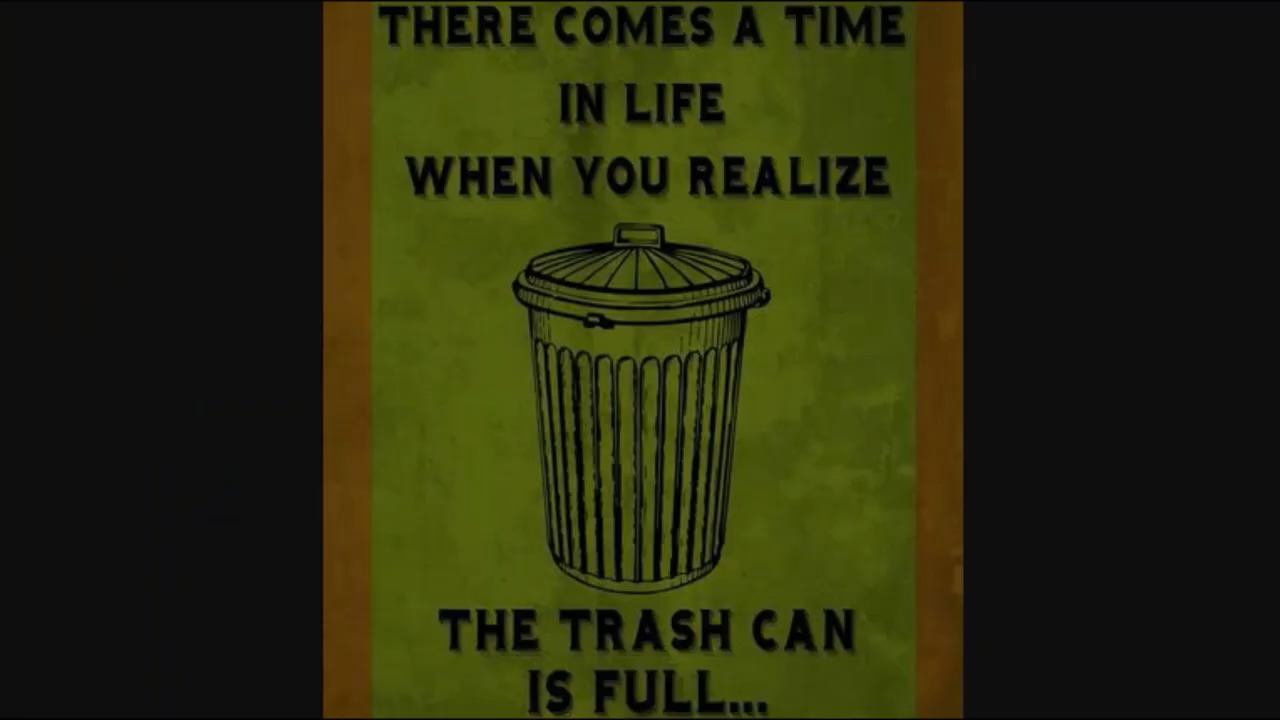 THERE COMES A TIME
IN LIFE
WHEN YOU REALIZE
THE TRASH CAN
IS FULL...